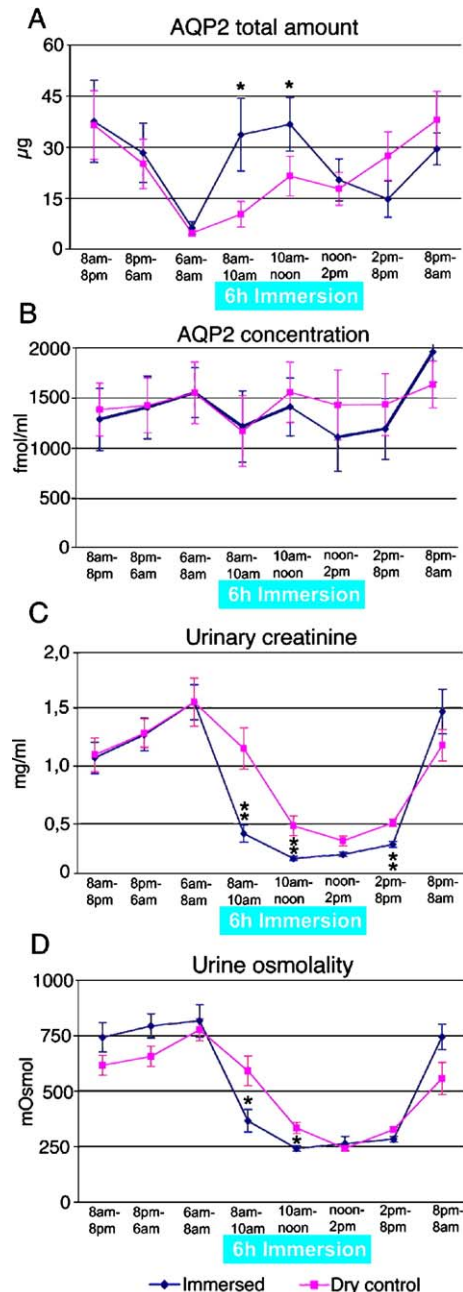 A
AQP2 total amount
60
45
30
15
0
µg
* *
8am- 8pm- 6am- 8am- 10am- noon- 2pm- 8pm-
8pm 6am 8am 10am noon 2pm 8pm 8am
6h Immersion
B
AQP2 concentration
2000
1500
1000
500
0
fmol/ml
8am- 8pm- 6am- 8am- 10am- noon- 2pm- 8pm-
8pm 6am 8am 10am noon 2pm 8pm 8am
6h Immersion
C
Urinary creatinine
2,0
1,5
1,0
0,5
0
mg/ml
** ** **
8am- 8pm- 6am- 8am- 10am- noon- 2pm- 8pm-
8pm 6am 8am 10am noon 2pm 8pm 8am
6h Immersion
D
Urine osmolality
1000
750
500
250
0
mOsmol
* *
8am- 8pm- 6am- 8am- 10am- noon- 2pm- 8pm-
8pm 6am 8am 10am noon 2pm 8pm 8am
6h Immersion
Immersed Dry control